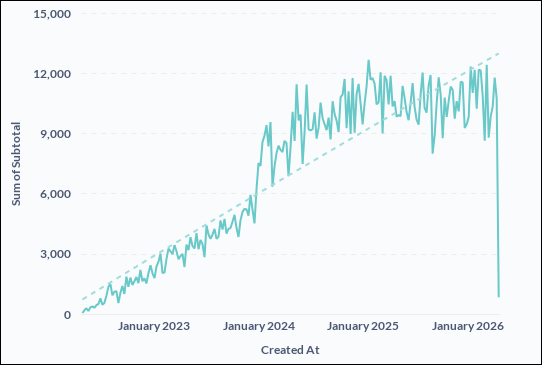 15,000
12,000
9,000
6,000
3,000
0
Sum of Subtotal
January 2023
January 2024
January 2025
January 2026
Created At